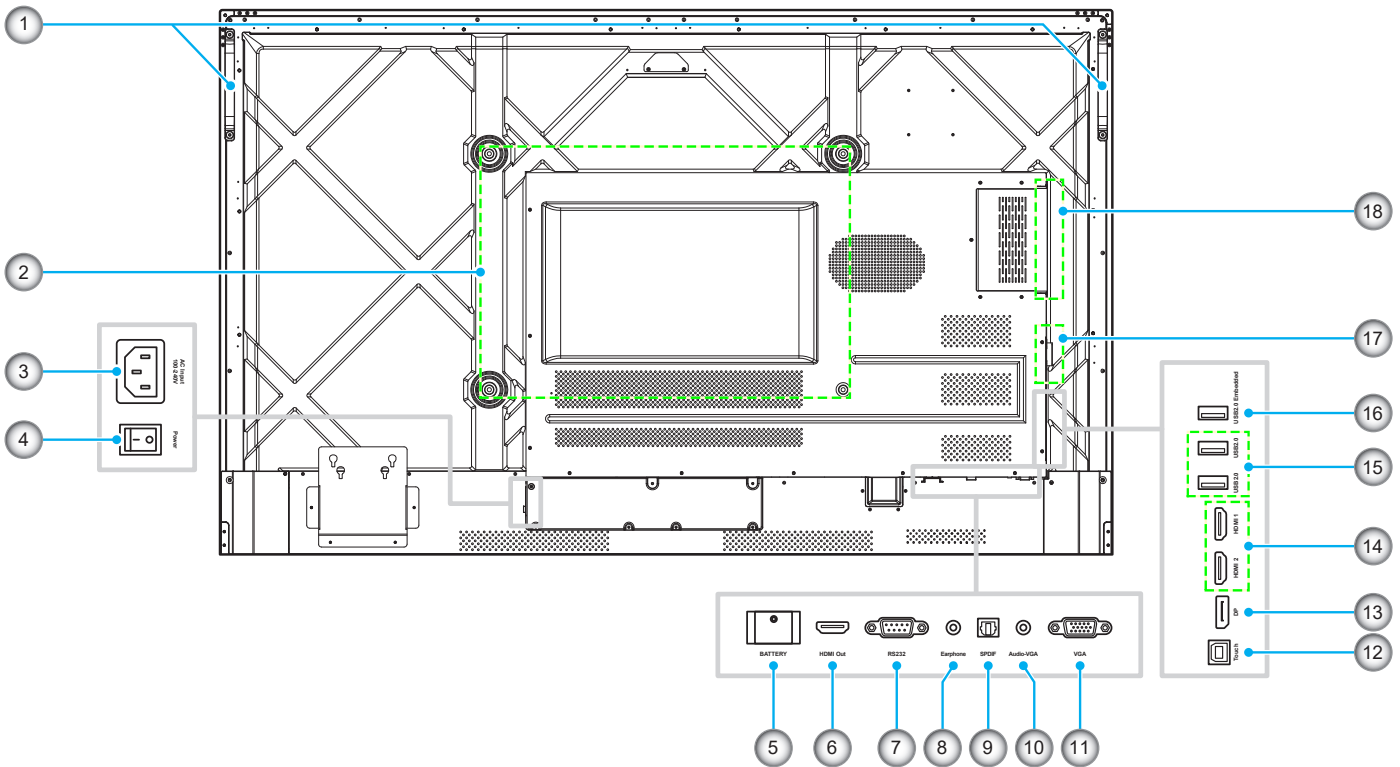 1
2
AC Input
100-240V
3
Power
4
18
17
USB2.0 Embedded
16
USB2.0
15
USB2.0
HDMI 1
14
HDMI 2
DP
13
Touch
12
BATTERY
HDMI Out
RS232
Earphone
SPDIF
Audio-VGA
VGA
5
6
7
8
9
10
11